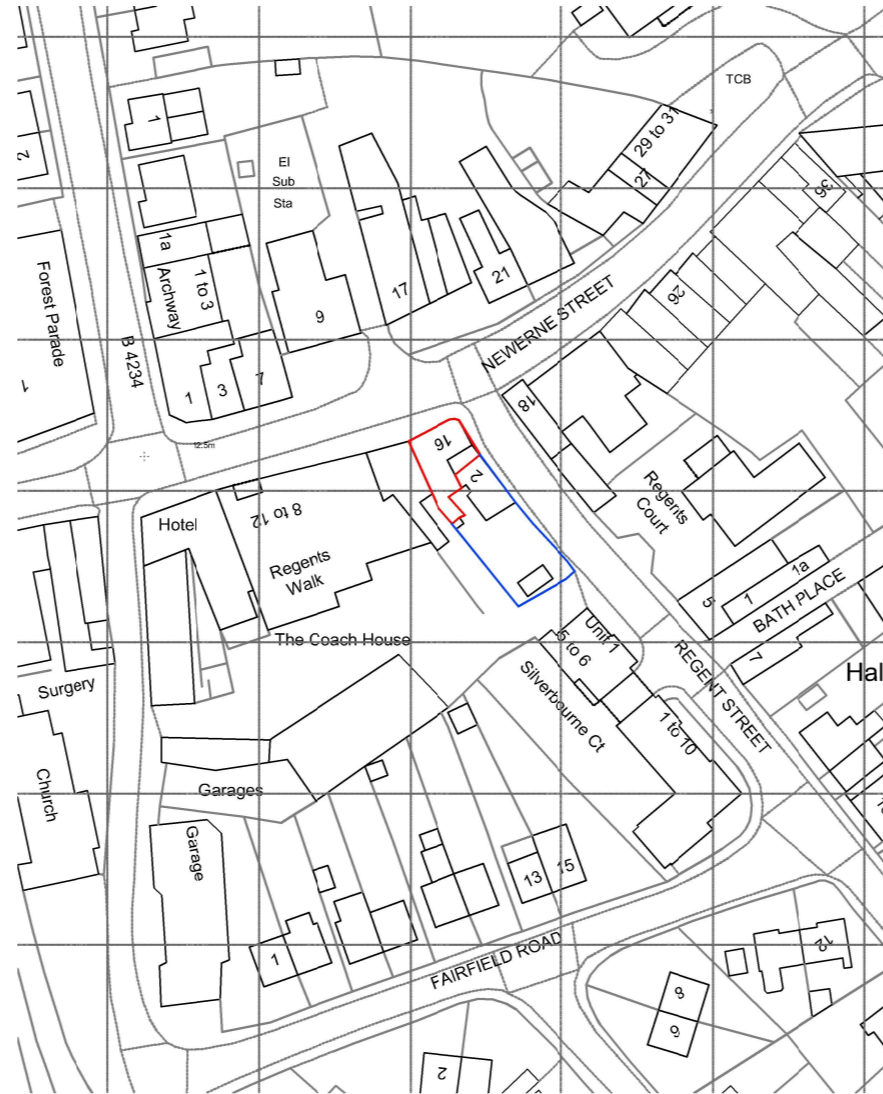 TCB
1
2
29 to 31
El
Sub
Sta
27
36
1a
1 to 3
Archway
Forest Parade
B 4234
9
17
21
NEWERNE STREET
26
1
1
3
7
18
16
12.5m
2
Hotel
8 to 12
Regents
Walk
Regents
Court
1a
1
5
BATH PLACE
The Coach House
Unit 1
5 to 6
7
REGENT STREET
Hal
Surgery
Silverbourne Ct
1 to 10
Church
Garages
Garage
13
15
1
FAIRFIELD ROAD
12
8
6
2